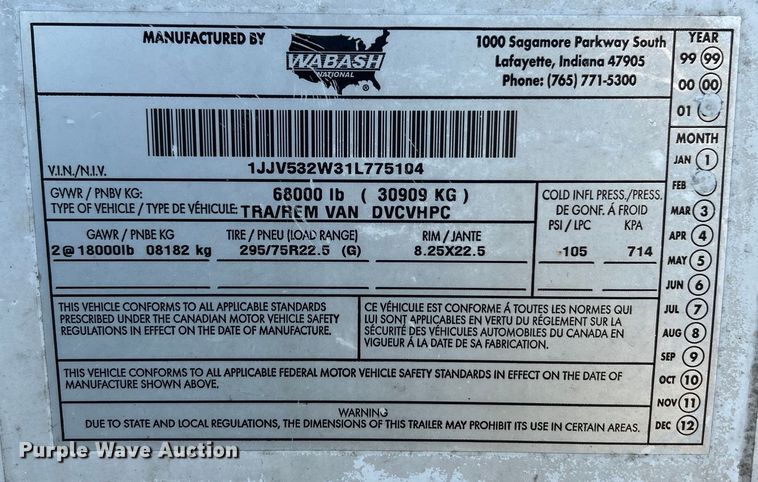 MANUFACTURED BY
WABASH
NATIONAL
®
1000 Sagamore Parkway South
Lafayette, Indiana 47905
Phone: (765) 771-5300
YEAR
99 99
00 00
01
MONTH
JAN 1
FEB
MAR 3
APR 4
MAY 5
JUN 6
JUL 7
AUG 8
SEP 9
OCT 10
NOV 11
DEC 12
V.I.N./N.I.V. 1JJV532W31L775104
GVWR / PNBV KG: 68000 lb ( 30909 KG )
TYPE OF VEHICLE / TYPE DE VÉHICULE: TRA/REM VAN DVCVHPC
COLD INFL PRESS./PRESS.
DE GONF. Á FROID
PSI / LPC KPA
GAWR / PNBE KG TIRE / PNEU (LOAD RANGE) RIM / JANTE
2@18000lb 08182 kg 295/75R22.5 (G) 8.25X22.5 105 714
THIS VEHICLE CONFORMS TO ALL APPLICABLE STANDARDS
PRESCRIBED UNDER THE CANADIAN MOTOR VEHICLE SAFETY
REGULATIONS IN EFFECT ON THE DATE OF MANUFACTURE.
CE VÉHICULE EST CONFORME Á TOUTES LES NORMES QUI
LUI SONT APPLICABLES EN VERTU DU RÉGLEMENT SUR LA
SÉCURITÉ DES VÉHICULES AUTOMOBILES DU CANADA EN
VIGUEUR Á LA DATE DE SA FABRICATION.
THIS VEHICLE CONFORMS TO ALL APPLICABLE FEDERAL MOTOR VEHICLE SAFETY STANDARDS IN EFFECT ON THE DATE OF
MANUFACTURE SHOWN ABOVE.
WARNING
DUE TO STATE AND LOCAL REGULATIONS, THE DIMENSIONS OF THIS TRAILER MAY PROHIBIT ITS USE IN CERTAIN AREAS.
Purple Wave Auction